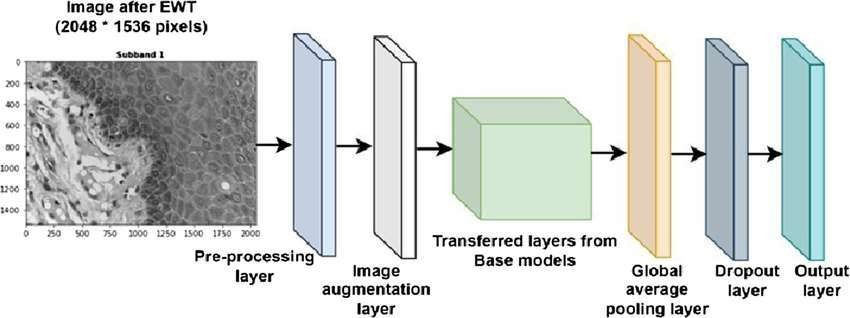 Image after EWT
(2048 * 1536 pixels)
Subband 1
0
200
400
600
800
1000
1200
1400
0 250 500 750 1000 1250 1500 1750 2000
Pre-processing
layer
Image
augmentation
layer
Transferred layers from
Base models
Global
average
pooling layer
Dropout
layer
Output
layer